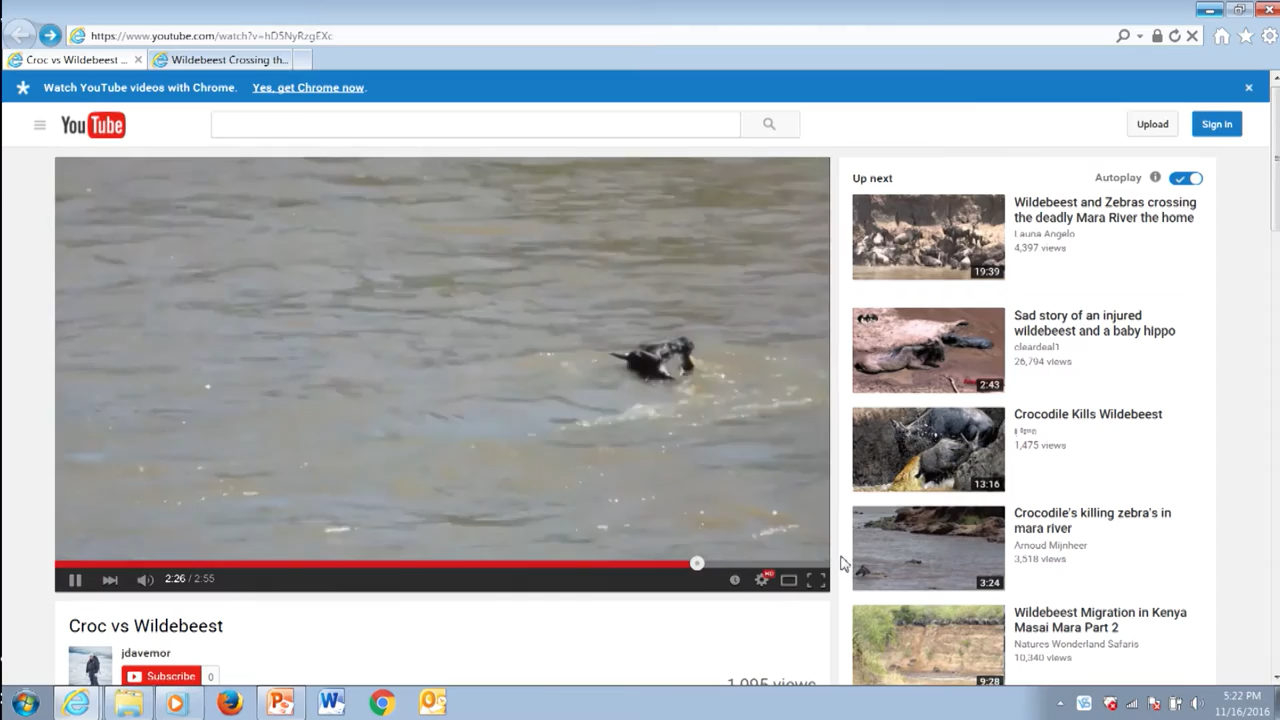 https://www.youtube.com/watch?v=hD5NyRzgEXc
Croc vs Wildebeest ...
Wildebeest Crossing th...
Watch YouTube videos with Chrome. Yes, get Chrome now.
YouTube
Upload
Sign in
Up next
Autoplay
Wildebeest and Zebras crossing
the deadly Mara River the home
Launa Angelo
4,397 views
19:39
Sad story of an injured
wildebeest and a baby hippo
cleardeal1
26,794 views
2:43
Crocodile Kills Wildebeest
1,475 views
13:16
Crocodile's killing zebra's in
mara river
Arnoud Mijnheer
3,518 views
3:24
Wildebeest Migration in Kenya
Masai Mara Part 2
Natures Wonderland Safaris
10,340 views
9:28
2:26 / 2:55
HD
Croc vs Wildebeest
jdavemor
Subscribe
0
1,095 views
5:22 PM
11/16/2016